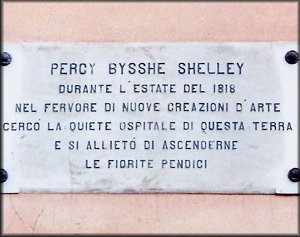 PERCY BYSSHE SHELLEY
DURANTE L'ESTATE DEL 1818
NEL FERVORE DI NUOVE CREAZIONI D'ARTE
CERCÒ LA QUIETE OSPITALE DI QUESTA TERRA
E SI ALLIETÒ DI ASCENDERNE
LE FIORITE PENDICI